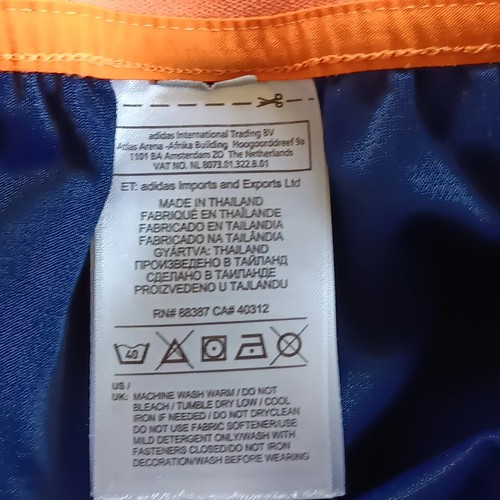 adidas International Trading BV
Atlas Arena -Afrika Building Hoogoorddreef 9a
1101 BA Amsterdam ZO The Netherlands
VAT NO. NL 8073.01.322.B.01
ET: adidas Imports and Exports Ltd
MADE IN THAILAND
FABRIQUÉ EN THAÏLANDE
FABRICADO EN TAILANDIA
FABRICADO NA TAILÂNDIA
GYÁRTVA: THAILAND
ПРОИЗВЕДЕНО В ТАЙЛАНД
СДЕЛАНО В ТАИЛАНДЕ
PROIZVEDENO U TAJLANDU
RN# 88387 CA# 40312
40
US /
UK: MACHINE WASH WARM / DO NOT
BLEACH / TUMBLE DRY LOW / COOL
IRON IF NEEDED / DO NOT DRYCLEAN
DO NOT USE FABRIC SOFTENER/USE
MILD DETERGENT ONLY/WASH WITH
FASTENERS CLOSED/DO NOT IRON
DECORATION/WASH BEFORE WEARING